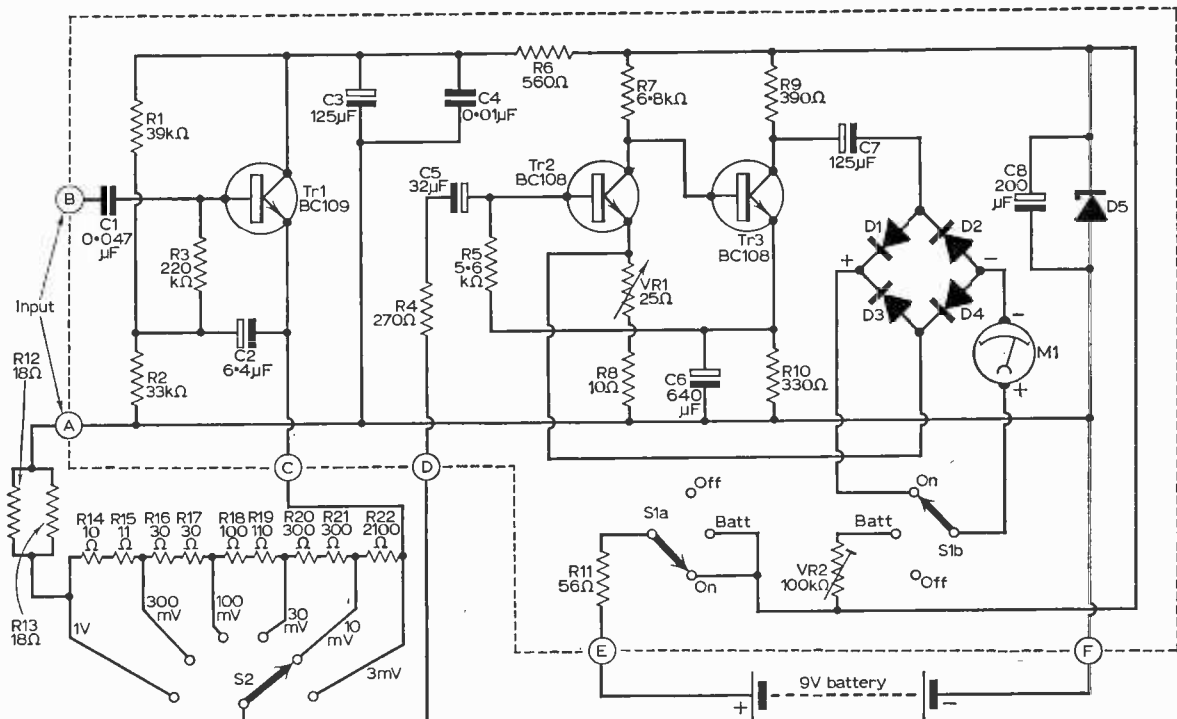 R6
560Ω
R7
6·8kΩ
R9
390Ω
R1
39kΩ
C3
125µF
C4
0·01µF
C7
125µF
B
C1
0·047
µF
Tr1
BC109
C5
32µF
Tr2
BC108
Tr3
BC108
C8
200
µF
D5
R3
220
kΩ
R5
5·6
kΩ
D1
D2
+
−
Input
R4
270Ω
VR1
25Ω
D3
D4
−
M1
+
R12
18Ω
C2
6·4µF
R2
33kΩ
R8
10Ω
C6
640
µF
R10
330Ω
A
C
D
Off
On
S1a
Batt
Batt
S1b
R14
10
Ω
R15
11
Ω
R16
30
Ω
R17
30
Ω
R18
100
Ω
R19
110
Ω
R20
300
Ω
R21
300
Ω
R22
2100
Ω
R11
56Ω
On
VR2
100kΩ
Off
R13
18Ω
1V
300
mV
100
mV
30
mV
10
mV
3mV
S2
E
F
9V battery
+
−